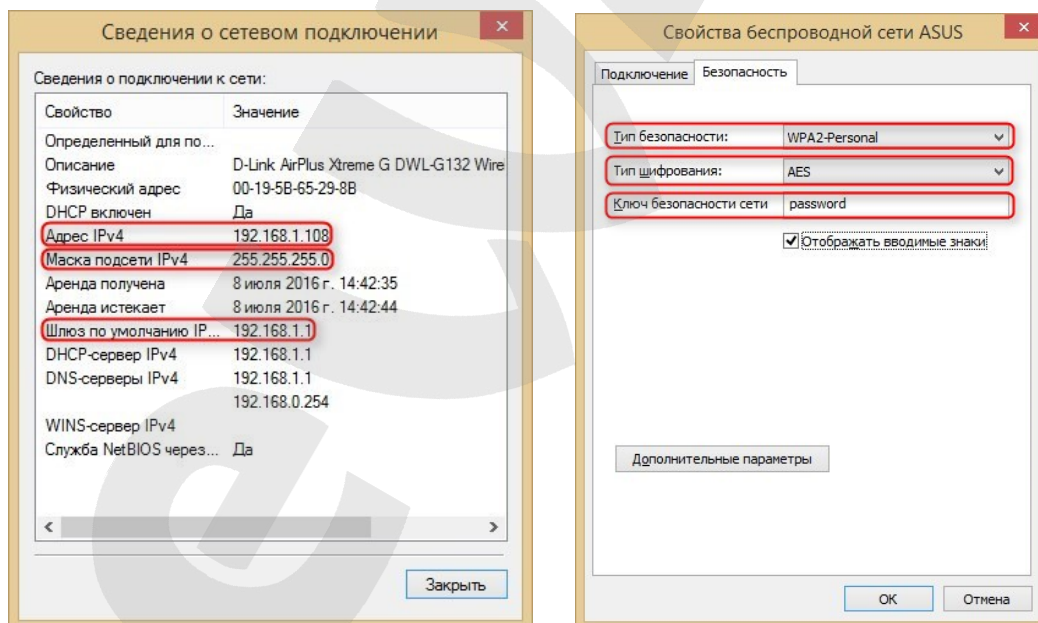 Сведения о сетевом подключении
Сведения о подключении к сети:
Свойство Значение
Определенный для по...
Описание D-Link AirPlus Xtreme G DWL-G132 Wire
Физический адрес 00-19-5B-65-29-8B
DHCP включен Да
Адрес IPv4 192.168.1.108
Маска подсети IPv4 255.255.255.0
Аренда получена 8 июля 2016 г. 14:42:35
Аренда истекает 8 июля 2016 г. 14:42:44
Шлюз по умолчанию IP... 192.168.1.1
DHCP-сервер IPv4 192.168.1.1
DNS-серверы IPv4 192.168.1.1
192.168.0.254
WINS-сервер IPv4
Служба NetBIOS через... Да
Закрыть
Свойства беспроводной сети ASUS
Подключение Безопасность
Тип безопасности: WPA2-Personal
Тип шифрования: AES
Ключ безопасности сети password
Отображать вводимые знаки
Дополнительные параметры
OK Отмена